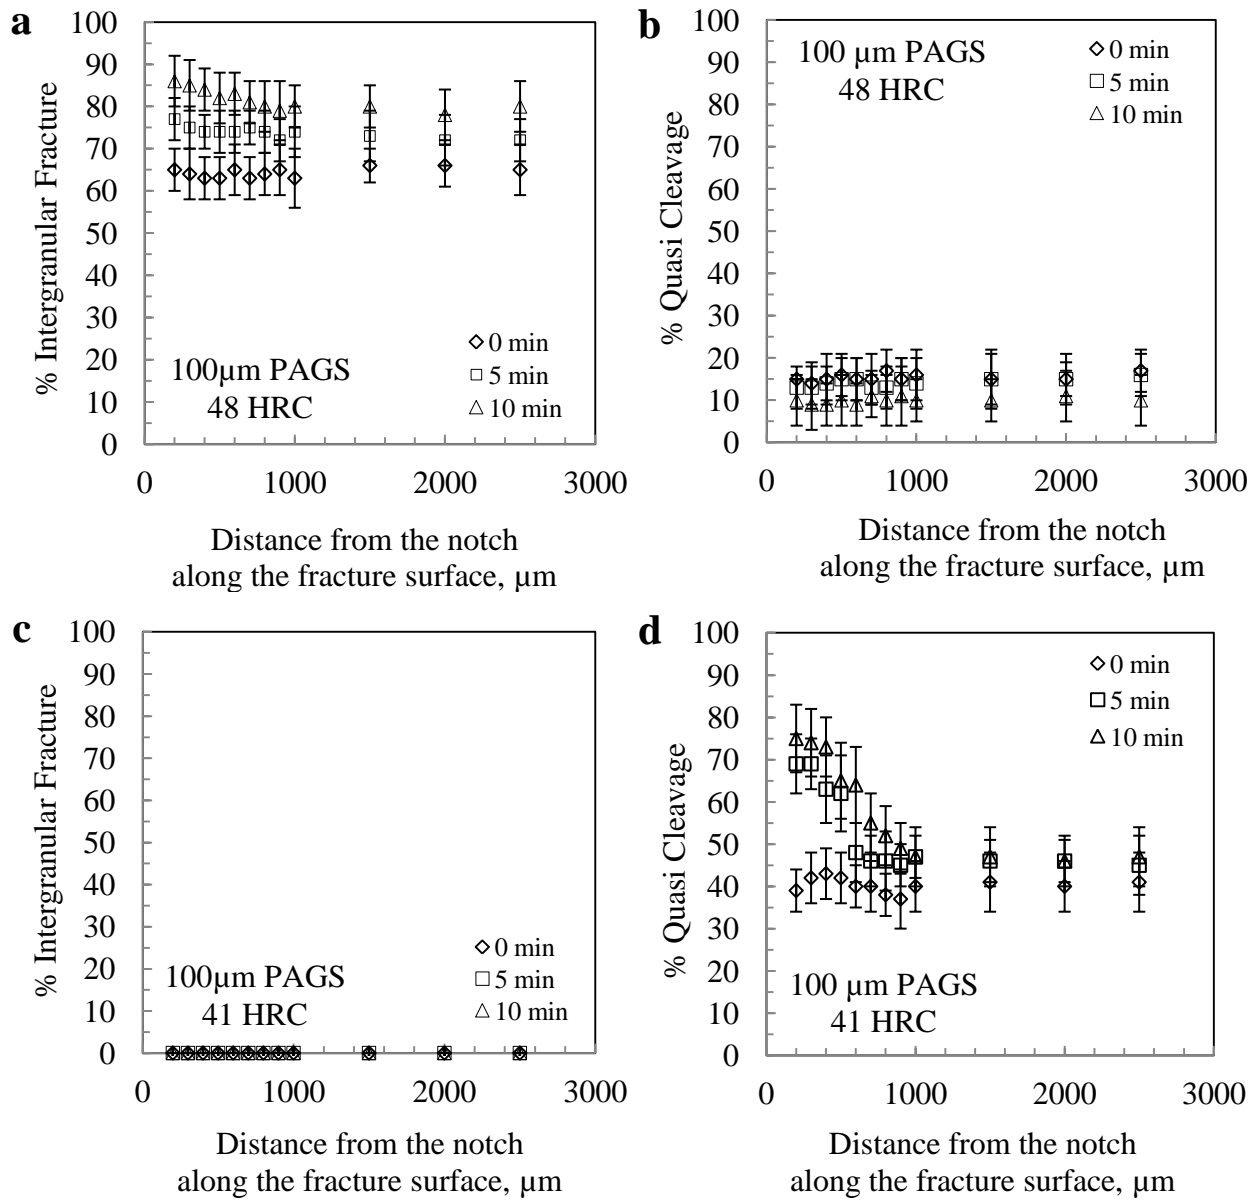 a
100
90
80
70
60
50
40
30
20
10
0
% Intergranular Fracture
100µm PAGS
48 HRC
0 min
5 min
10 min
0 1000 2000 3000
Distance from the notch
along the fracture surface, µm
b
100
90
80
70
60
50
40
30
20
10
0
% Quasi Cleavage
100 µm PAGS
48 HRC
0 min
5 min
10 min
0 1000 2000 3000
Distance from the notch
along the fracture surface, µm
c
100
90
80
70
60
50
40
30
20
10
0
% Intergranular Fracture
100µm PAGS
41 HRC
0 min
5 min
10 min
0 1000 2000 3000
Distance from the notch
along the fracture surface, µm
d
100
90
80
70
60
50
40
30
20
10
0
% Quasi Cleavage
0 min
5 min
10 min
100 µm PAGS
41 HRC
0 1000 2000 3000
Distance from the notch
along the fracture surface, µm